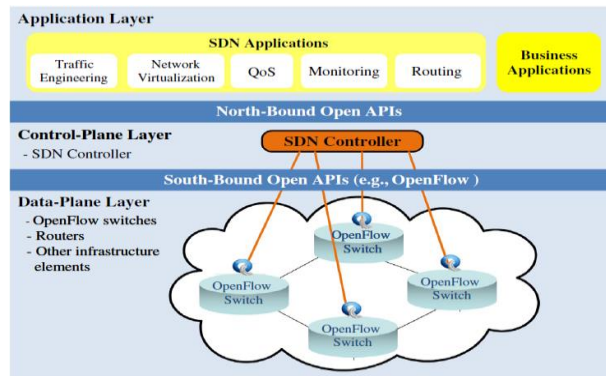 Application Layer
SDN Applications
Traffic
Engineering
Network
Virtualization
QoS
Monitoring
Routing
Business
Applications
North-Bound Open APIs
Control-Plane Layer
- SDN Controller
SDN Controller
South-Bound Open APIs (e.g., OpenFlow )
Data-Plane Layer
- OpenFlow switches
- Routers
- Other infrastructure
elements
OpenFlow
Switch
OpenFlow
Switch
OpenFlow
Switch
OpenFlow
Switch